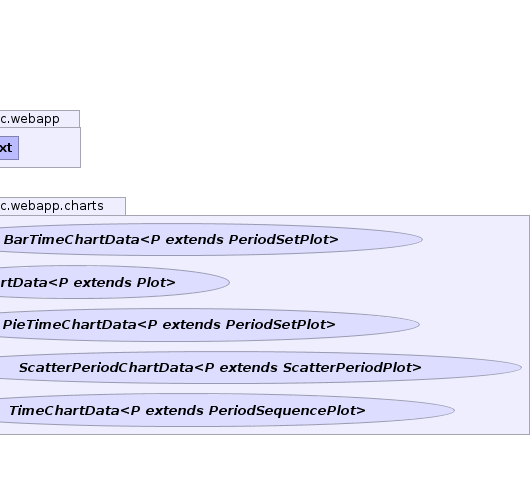 c.webapp
xt
c.webapp.charts
BarTimeChartData<P extends PeriodSetPlot>
rtData<P extends Plot>
PieTimeChartData<P extends PeriodSetPlot>
ScatterPeriodChartData<P extends ScatterPeriodPlot>
TimeChartData<P extends PeriodSequencePlot>